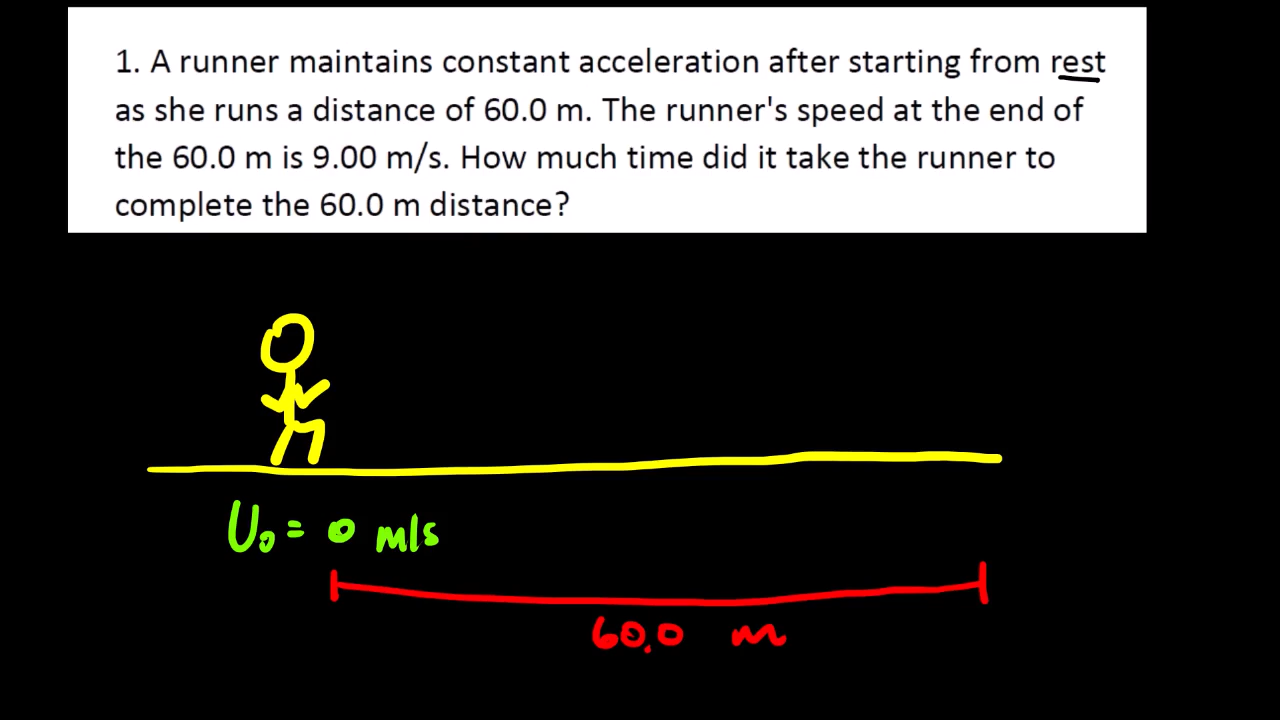 1. A runner maintains constant acceleration after starting from rest
as she runs a distance of 60.0 m. The runner's speed at the end of
the 60.0 m is 9.00 m/s. How much time did it take the runner to
complete the 60.0 m distance?
U₀ = 0 m/s
60.0 m